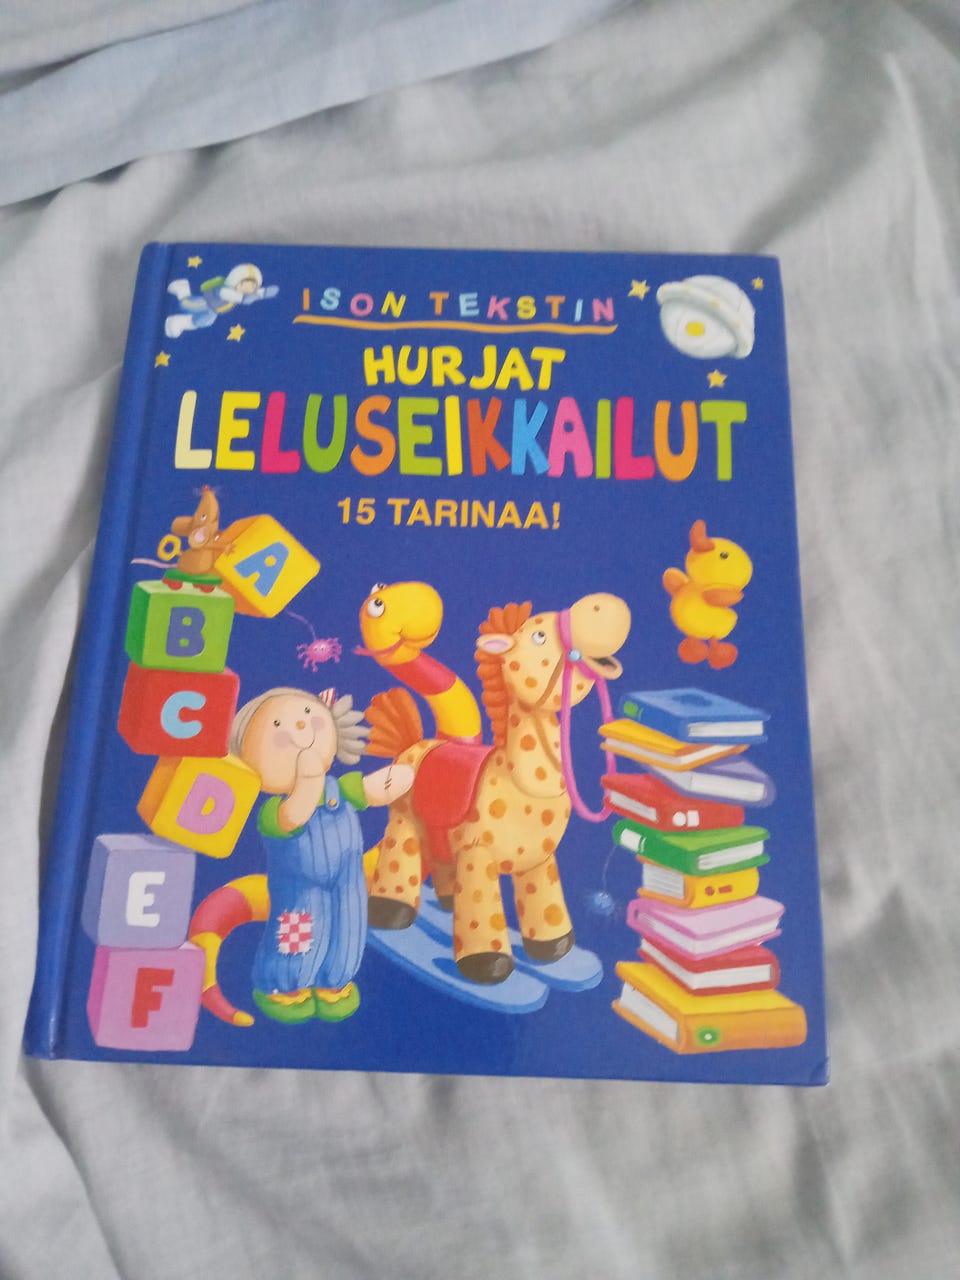 ISON TEKSTIN
HURJAT
LELUSEIKKAILUT
15 TARINAA!
A
B
C
D
E
F